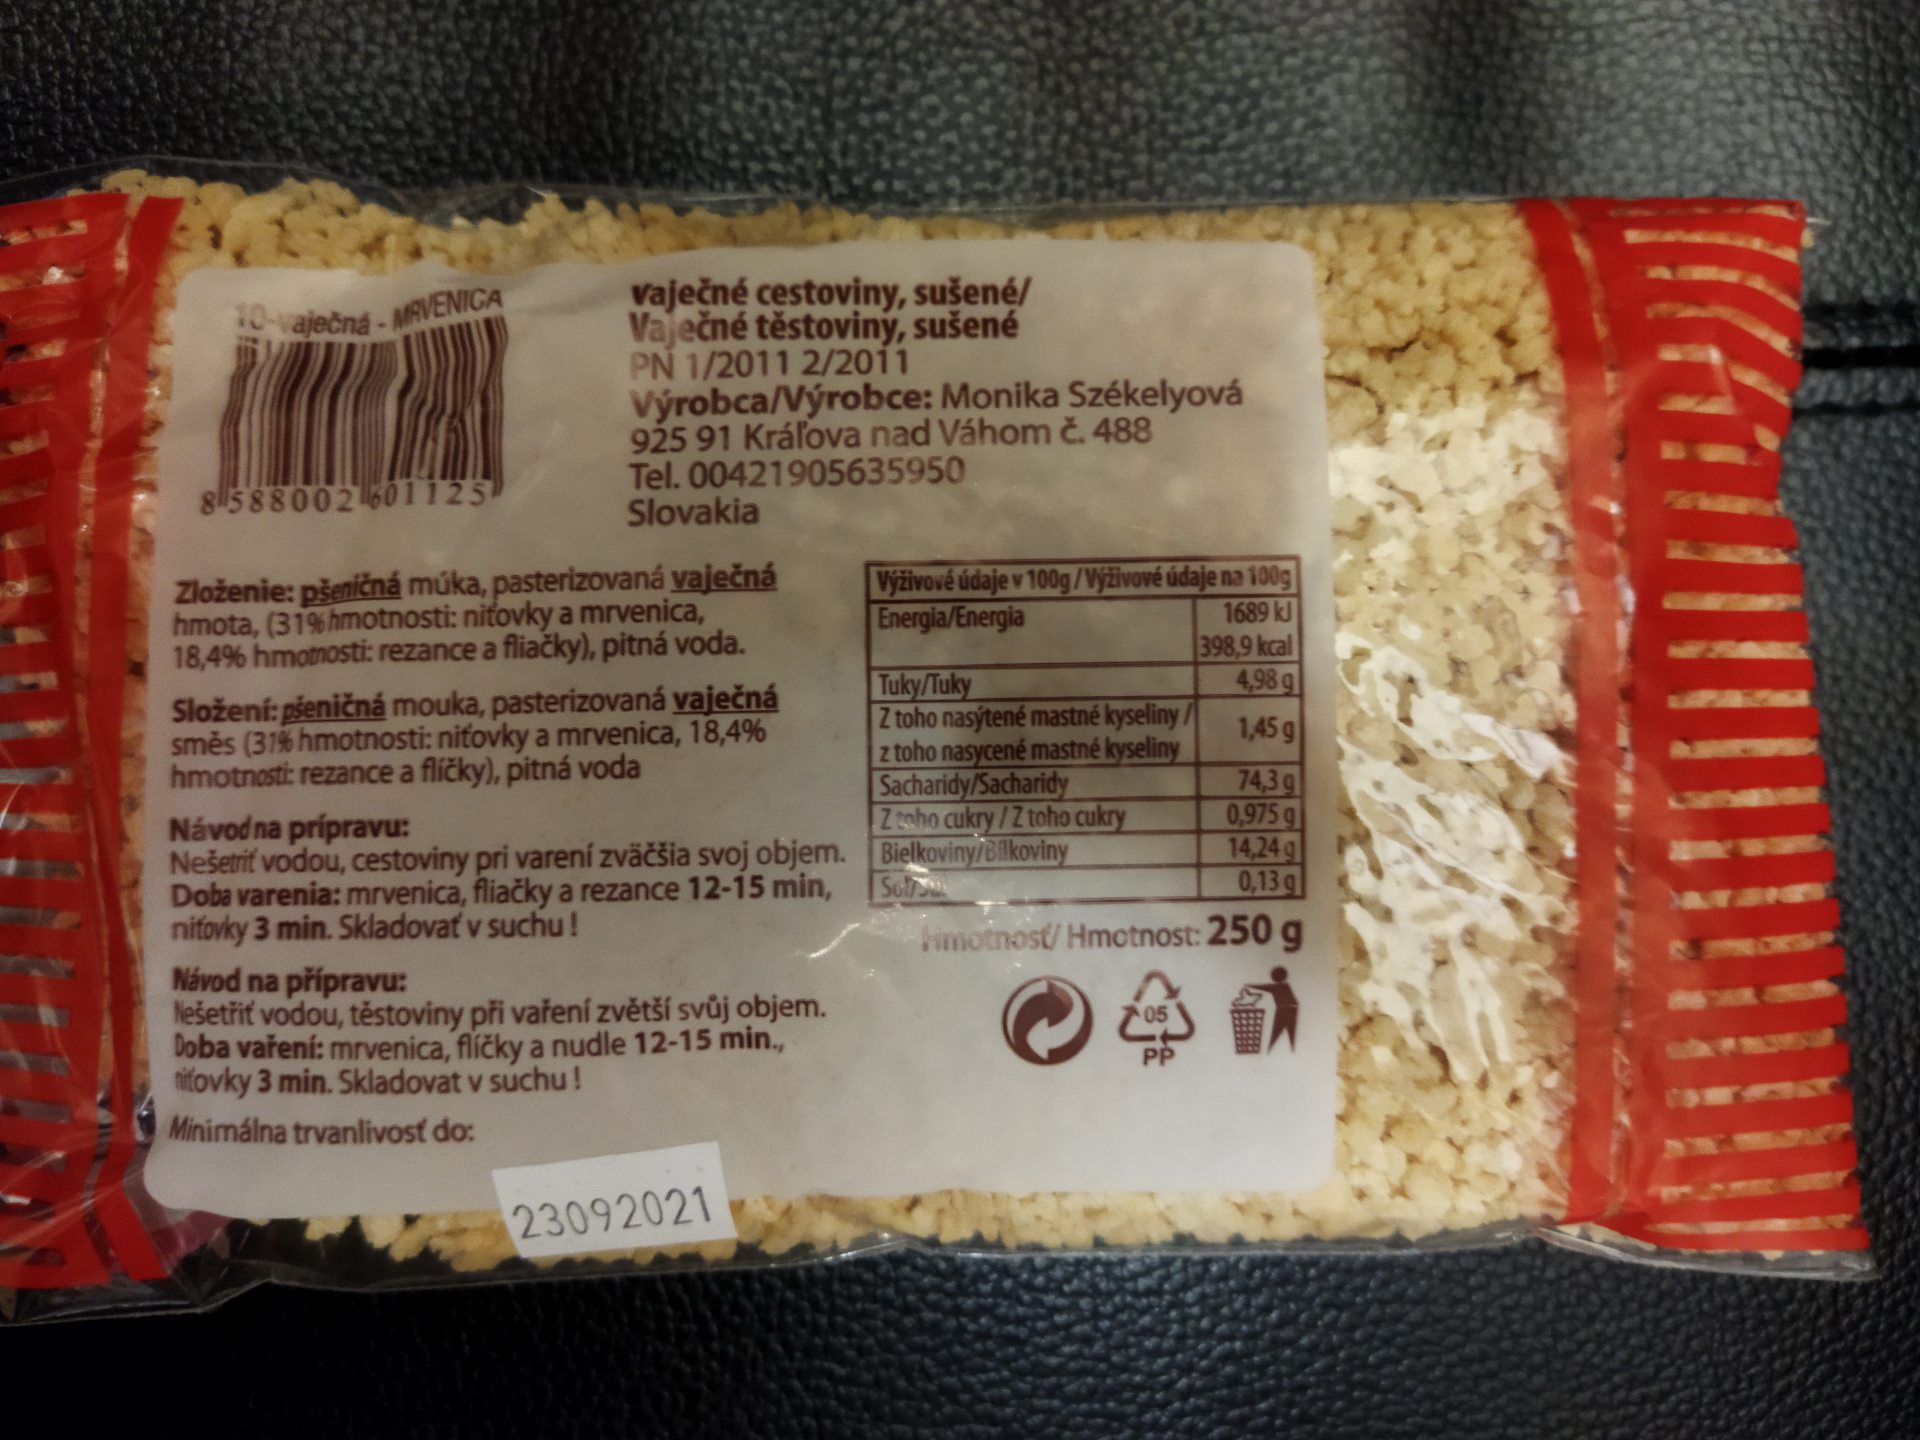 10-vaječná - MRVENICA
8 588002 601125
vaječné cestoviny, sušené/
Vaječné těstoviny, sušené
PN 1/2011 2/2011
Výrobca/Výrobce: Monika Székelyová
925 91 Kráľova nad Váhom č. 488
Tel. 00421905635950
Slovakia
Zloženie: pšeničná múka, pasterizovaná vaječná
hmota, (31% hmotnosti: niťovky a mrvenica,
18,4% hmotnosti: rezance a fliačky), pitná voda.
Složení: pšeničná mouka, pasterizovaná vaječná
směs (31% hmotnosti: niťovky a mrvenica, 18,4%
hmotnosti: rezance a flíčky), pitná voda
Návod na prípravu:
Nešetriť vodou, cestoviny pri varení zväčšia svoj objem.
Doba varenia: mrvenica, fliačky a rezance 12-15 min,
niťovky 3 min. Skladovať v suchu !
Návod na přípravu:
Nešetřiť vodou, těstoviny při vaření zvětší svůj objem.
Doba vaření: mrvenica, flíčky a nudle 12-15 min.,
niťovky 3 min. Skladovat v suchu !
Minimálna trvanlivosť do:
23092021
Výživové údaje v 100g / Výživové údaje na 100g
Energia/Energia 1689 kJ
398,9 kcal
Tuky/Tuky 4,98 g
Z toho nasýtené mastné kyseliny /
z toho nasycené mastné kyseliny 1,45 g
Sacharidy/Sacharidy 74,3 g
Z toho cukry / Z toho cukry 0,975 g
Bielkoviny/Bílkoviny 14,24 g
Soľ/Sůl 0,13 g
Hmotnosť/ Hmotnost: 250 g
05
PP